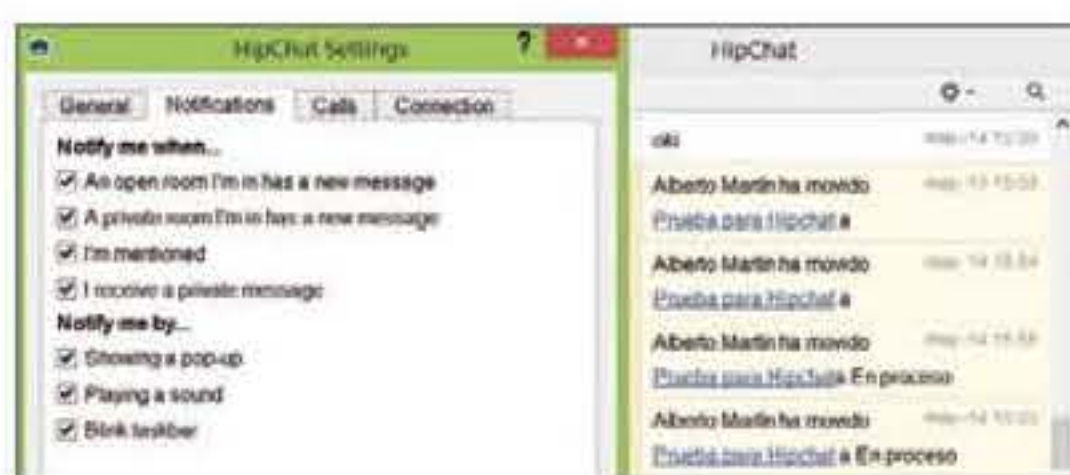 HipChat Settings ?
General Notifications Calls Connection
Notify me when...
An open room I'm in has a new message
A private room I'm in has a new message
I'm mentioned
I receive a private message
Notify me by...
Showing a pop-up
Playing a sound
Blink taskbar
HipChat
oki
Alberto Martin ha movido
Prueba para Hipchat a
Alberto Martin ha movido
Prueba para Hipchat a
Alberto Martin ha movido
Prueba para HipChat a En proceso
Alberto Martin ha movido
Prueba para Hipchat a En proceso